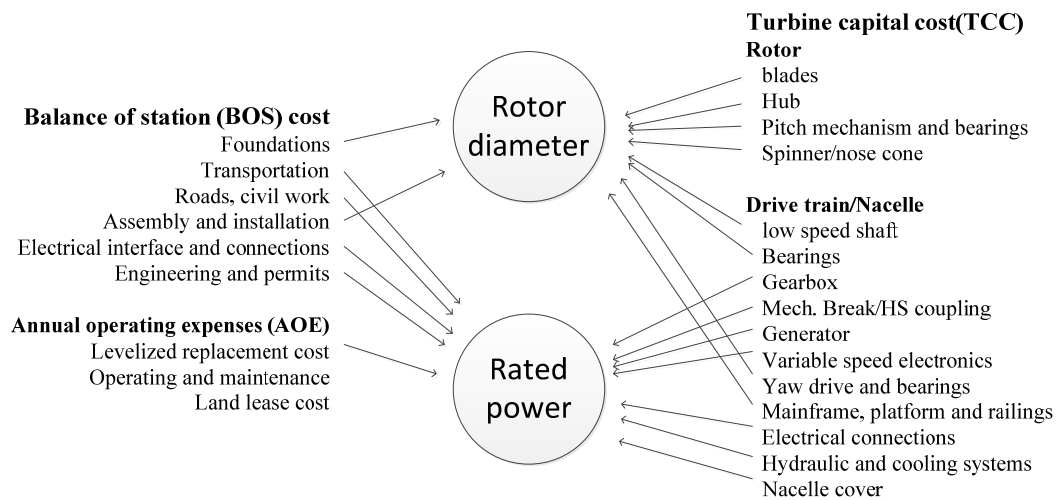 Balance of station (BOS) cost
Foundations
Transportation
Roads, civil work
Assembly and installation
Electrical interface and connections
Engineering and permits
Annual operating expenses (AOE)
Levelized replacement cost
Operating and maintenance
Land lease cost
Rotor
diameter
Rated
power
Turbine capital cost(TCC)
Rotor
blades
Hub
Pitch mechanism and bearings
Spinner/nose cone
Drive train/Nacelle
low speed shaft
Bearings
Gearbox
Mech. Break/HS coupling
Generator
Variable speed electronics
Yaw drive and bearings
Mainframe, platform and railings
Electrical connections
Hydraulic and cooling systems
Nacelle cover